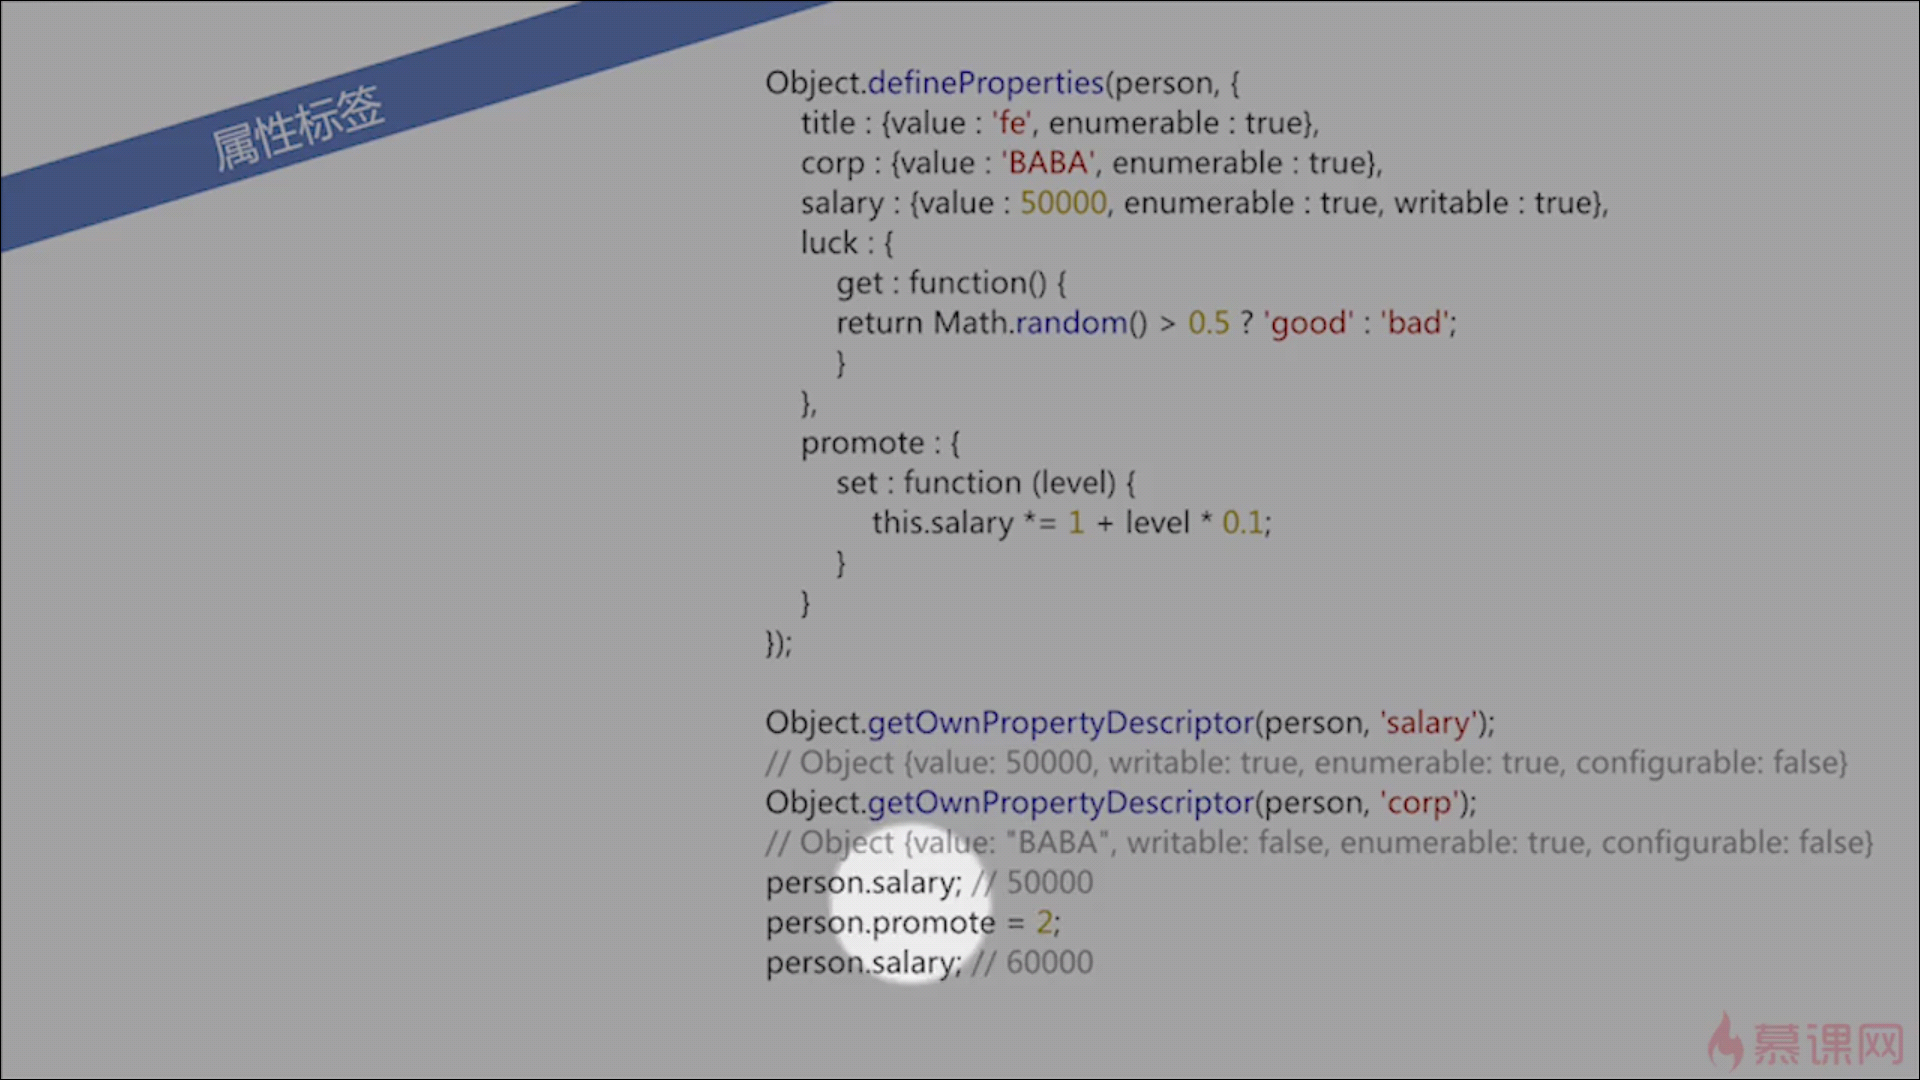 属性标签
Object.defineProperties(person, {
title : {value : 'fe', enumerable : true},
corp : {value : 'BABA', enumerable : true},
salary : {value : 50000, enumerable : true, writable : true},
luck : {
get : function() {
return Math.random() > 0.5 ? 'good' : 'bad';
}
},
promote : {
set : function (level) {
this.salary *= 1 + level * 0.1;
}
}
});
Object.getOwnPropertyDescriptor(person, 'salary');
// Object {value: 50000, writable: true, enumerable: true, configurable: false}
Object.getOwnPropertyDescriptor(person, 'corp');
// Object {value: "BABA", writable: false, enumerable: true, configurable: false}
person.salary; // 50000
person.promote = 2;
person.salary; // 60000
慕课网